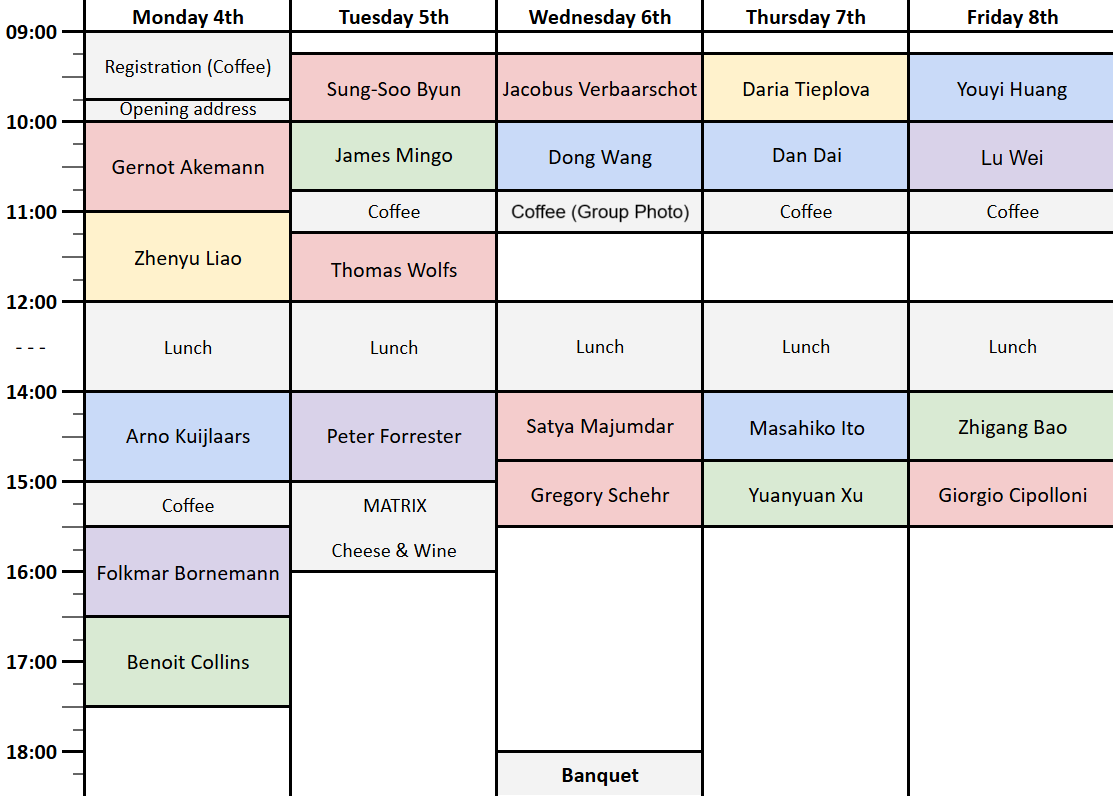 Monday 4th
Tuesday 5th
Wednesday 6th
Thursday 7th
Friday 8th
09:00
Registration (Coffee)
Sung-Soo Byun
Jacobus Verbaarschot
Daria Tieplova
Youyi Huang
Opening address
10:00
Gernot Akemann
James Mingo
Dong Wang
Dan Dai
Lu Wei
11:00
Coffee
Coffee (Group Photo)
Coffee
Coffee
Zhenyu Liao
Thomas Wolfs
12:00
- - -
Lunch
Lunch
Lunch
Lunch
Lunch
14:00
Arno Kuijlaars
Peter Forrester
Satya Majumdar
Masahiko Ito
Zhigang Bao
15:00
Coffee
MATRIX
Cheese & Wine
Gregory Schehr
Yuanyuan Xu
Giorgio Cipolloni
16:00
Folkmar Bornemann
Benoit Collins
17:00
18:00
Banquet